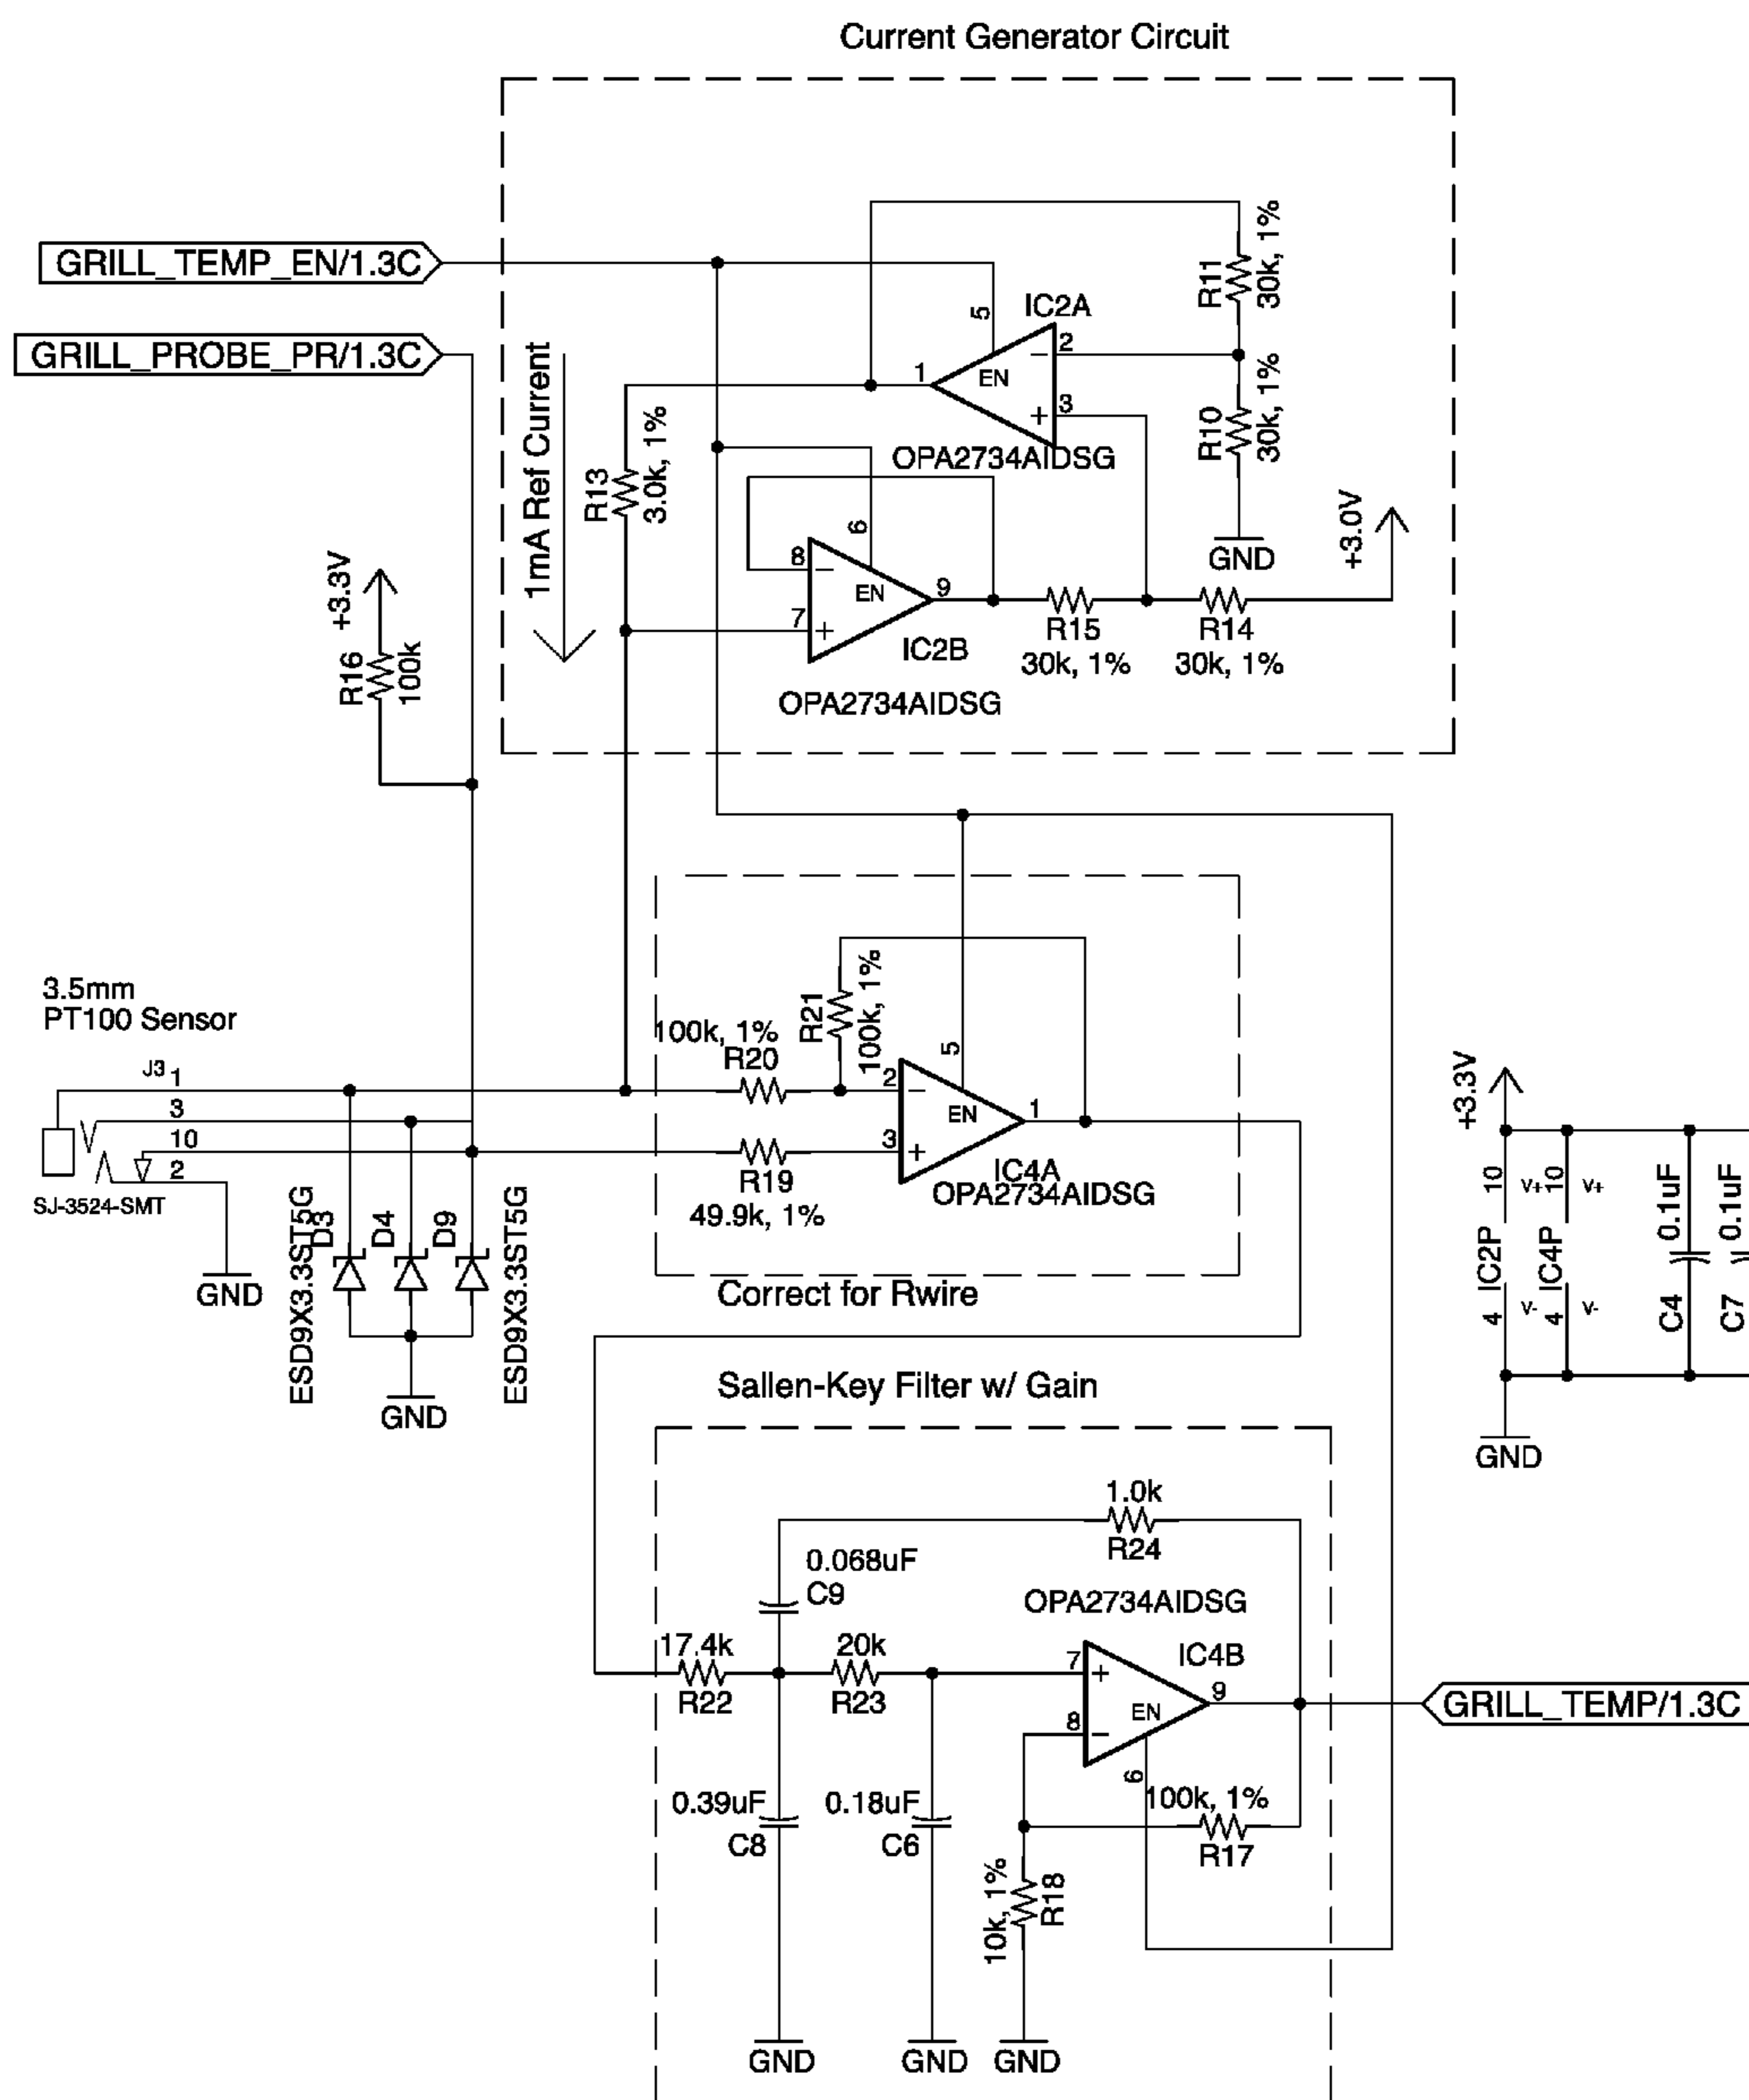 Current Generator Circuit
GRILL_TEMP_EN/1.3C
GRILL_PROBE_PR/1.3C
1mA Ref Current
R13
3.0k, 1%
R11
30k, 1%
R10
30k, 1%
GND
IC2A
5
EN
1
2
3
−
+
OPA2734AIDSG
6
8
7
−
+
EN
9
IC2B
OPA2734AIDSG
R15
30k, 1%
R14
30k, 1%
+3.0V
+3.3V
R16
100k
3.5mm
PT100 Sensor
J3
1
3
10
2
SJ-3524-SMT
GND
ESD9X3.3ST5G
D3
D4
D9
ESD9X3.3ST5G
GND
100k, 1%
R20
R21
100k, 1%
5
2
3
−
+
EN
1
R19
49.9k, 1%
IC4A
OPA2734AIDSG
Correct for Rwire
+3.3V
10
V+
10
V+
IC2P
IC4P
4
V-
4
V-
0.1uF
C4
0.1uF
C7
GND
Sallen-Key Filter w/ Gain
1.0k
R24
0.068uF
C9
OPA2734AIDSG
IC4B
17.4k
R22
20k
R23
7
8
+
−
EN
9
6
GRILL_TEMP/1.3C
0.39uF
C8
0.18uF
C6
100k, 1%
R17
10k, 1%
R18
GND
GND
GND